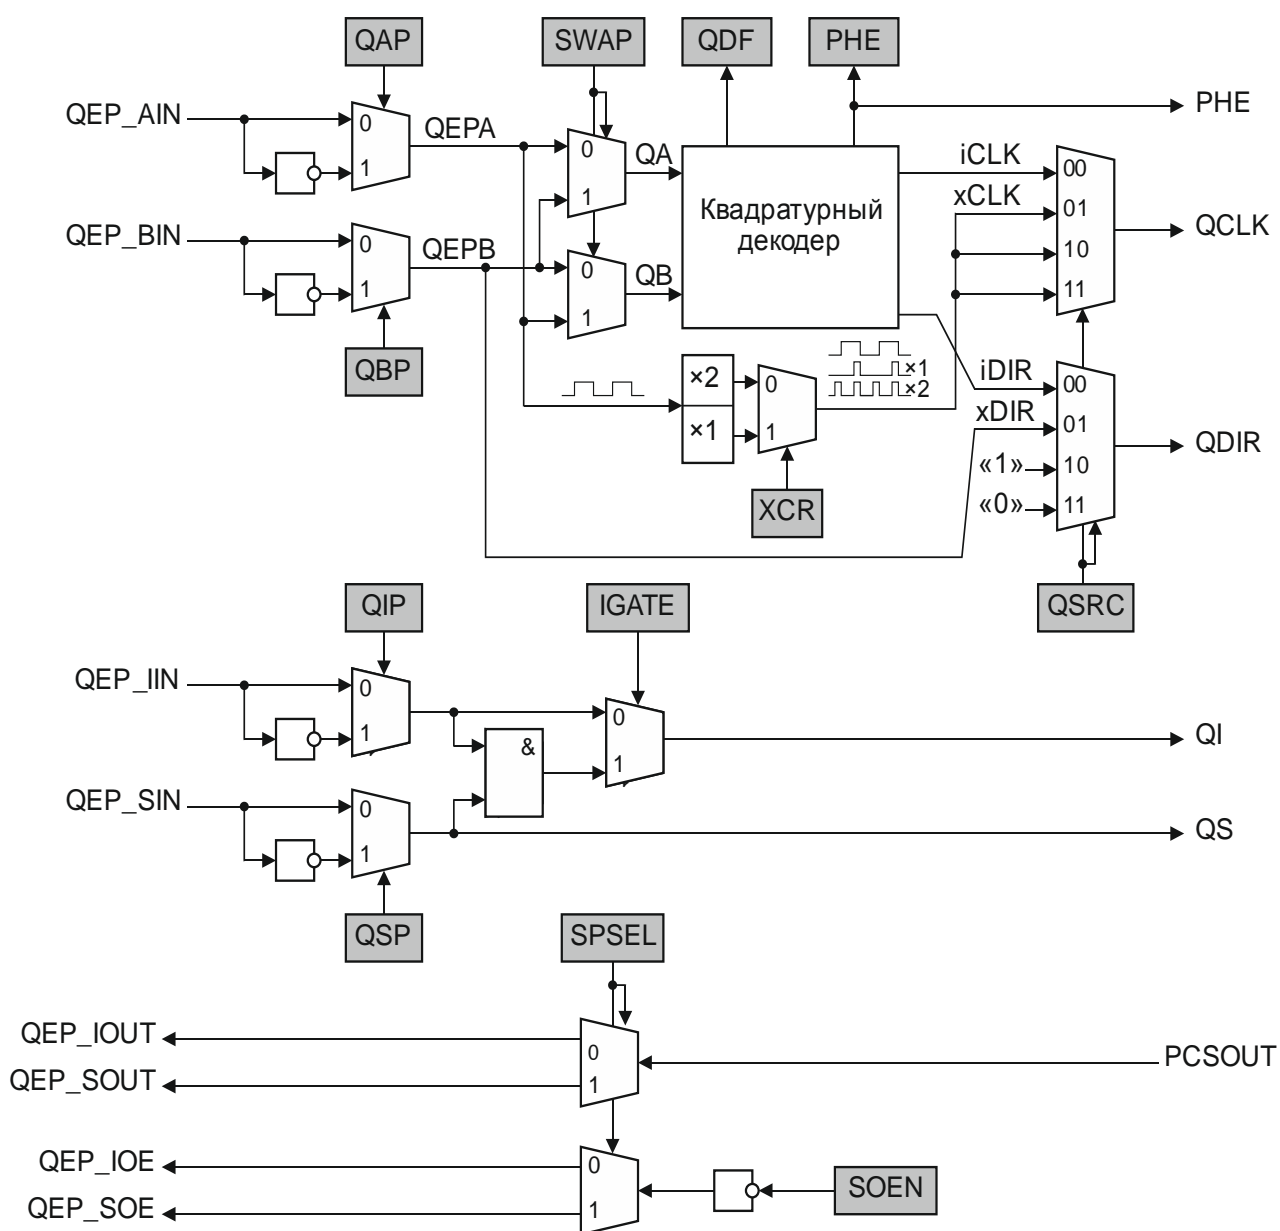 QAP SWAP QDF PHE
QEP_AIN 0 1 QEPA 0 1 QA iCLK 00 PHE
xCLK 01 10 11 QCLK
Квадратурный
декодер
QEP_BIN 0 1 QEPB 0 1 QB
QBP
×2 ×1 0 1 ×1 ×2
iDIR 00
xDIR 01 QDIR
«1» 10
«0» 11
XCR
QSRC
QIP IGATE
QEP_IIN 0 1 & 0 1 QI
QEP_SIN 0 1 QS
QSP SPSEL
QEP_IOUT 0 PCSOUT
QEP_SOUT 1
QEP_IOE 0 SOEN
QEP_SOE 1